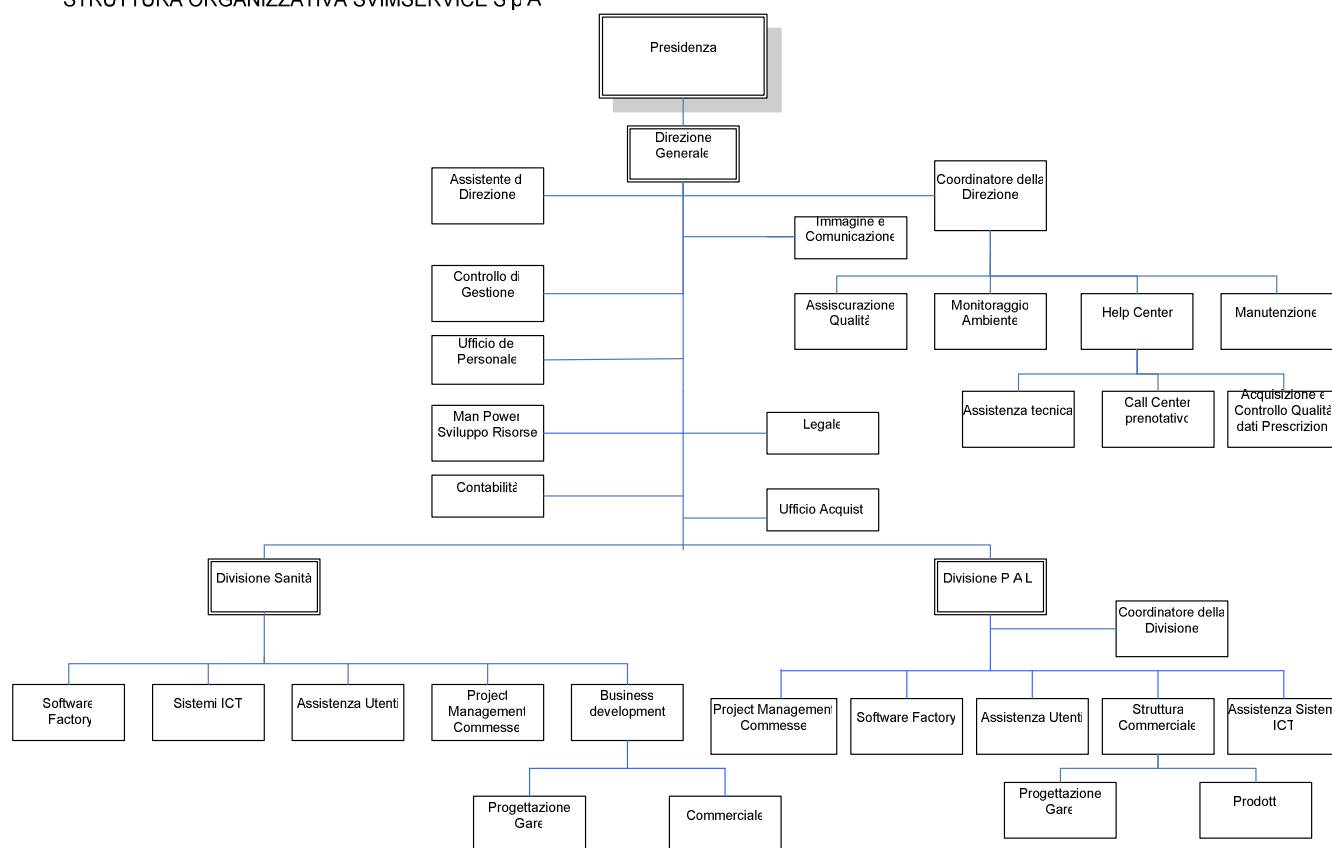 STRUTTURA ORGANIZZATIVA SVIMSERVICE S p A
Presidenza
Direzione
Generale
Assistente d
Direzione
Coordinatore della
Direzione
Immagine e
Comunicazione
Controllo di
Gestione
Assiscurazione
Qualità
Monitoraggio
Ambiente
Help Center
Manutenzione
Ufficio de
Personale
Assistenza tecnica
Call Center
prenotativo
Acquisizione e
Controllo Qualità
dati Prescrizion
Man Power
Sviluppo Risorse
Legale
Contabilità
Ufficio Acquist
Divisione Sanità
Divisione P A L
Coordinatore della
Divisione
Software
Factory
Sistemi ICT
Assistenza Utenti
Project
Management
Commesse
Business
development
Project Management
Commesse
Software Factory
Assistenza Utenti
Struttura
Commerciale
Assistenza Sistem
ICT
Progettazione
Gare
Commerciale
Progettazione
Gare
Prodott